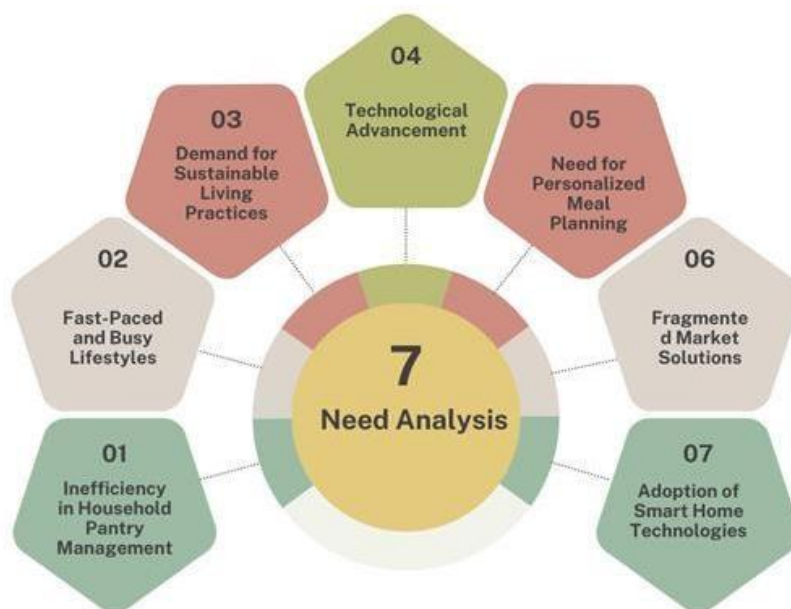 04
Technological
Advancement
03
Demand for
Sustainable
Living
Practices
05
Need for
Personalized
Meal
Planning
02
Fast-Paced
and Busy
Lifestyles
06
Fragmente
d Market
Solutions
7
Need Analysis
01
Inefficiency
in Household
Pantry
Management
07
Adoption of
Smart Home
Technologies